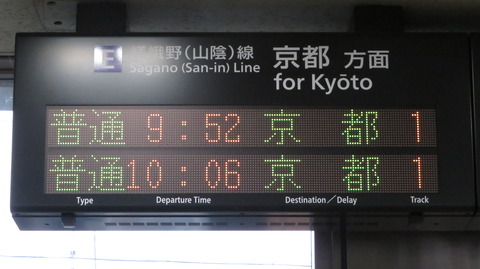 E 嵯峨野(山陰)線 京都 方面
Sagano (San-in) Line for Kyōto
普通 9:52 京都 1
普通 10:06 京都 1
Type Departure Time Destination／Delay Track